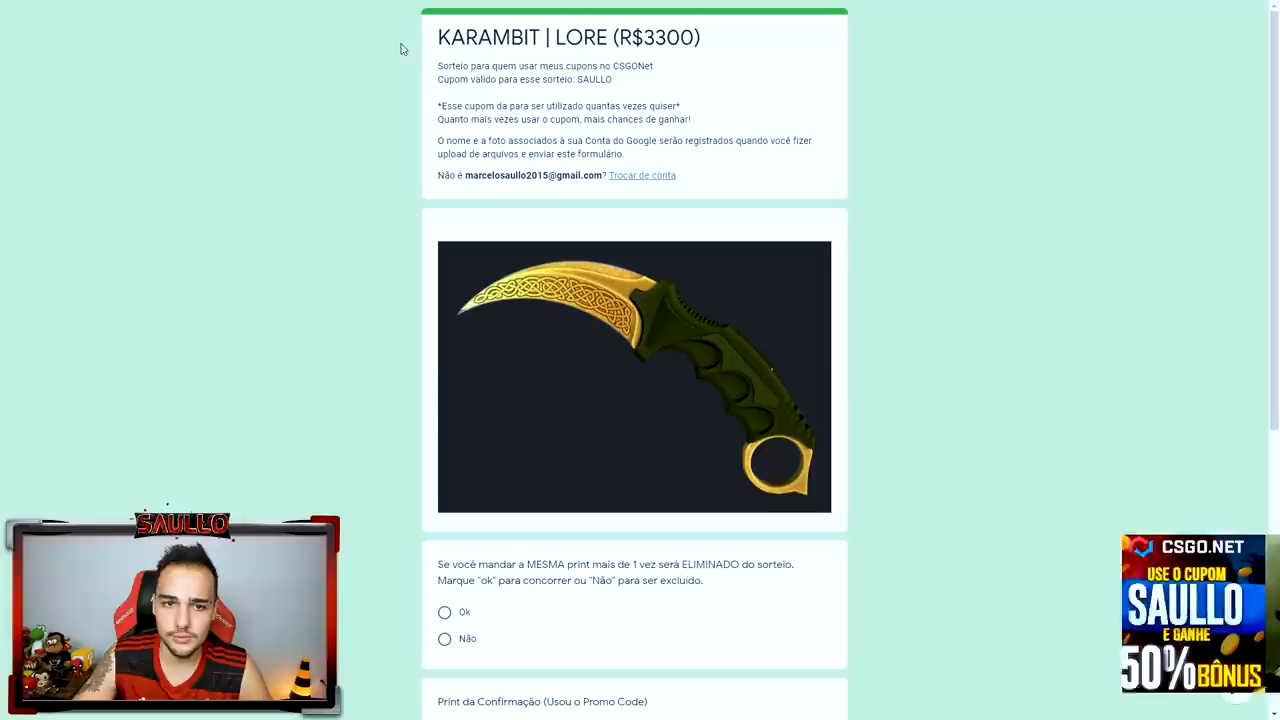 KARAMBIT | LORE (R$3300)
Sorteio para quem usar meus cupons no CSGONet
Cupom valido para esse sorteio: SAULLO
*Esse cupom da para ser utilizado quantas vezes quiser*
Quanto mais vezes usar o cupom, mais chances de ganhar!
O nome e a foto associados à sua Conta do Google serão registrados quando você fizer
upload de arquivos e enviar este formulário.
Não é marcelosaullo2015@gmail.com? Trocar de conta
Se você mandar a MESMA print mais de 1 vez será ELIMINADO do sorteio.
Marque "ok" para concorrer ou "Não" para ser excluido.
Ok
Não
Print da Confirmação (Usou o Promo Code)
SAULLO
CSGO.NET
USE O CUPOM
SAULLO
E GANHE
50% BÔNUS